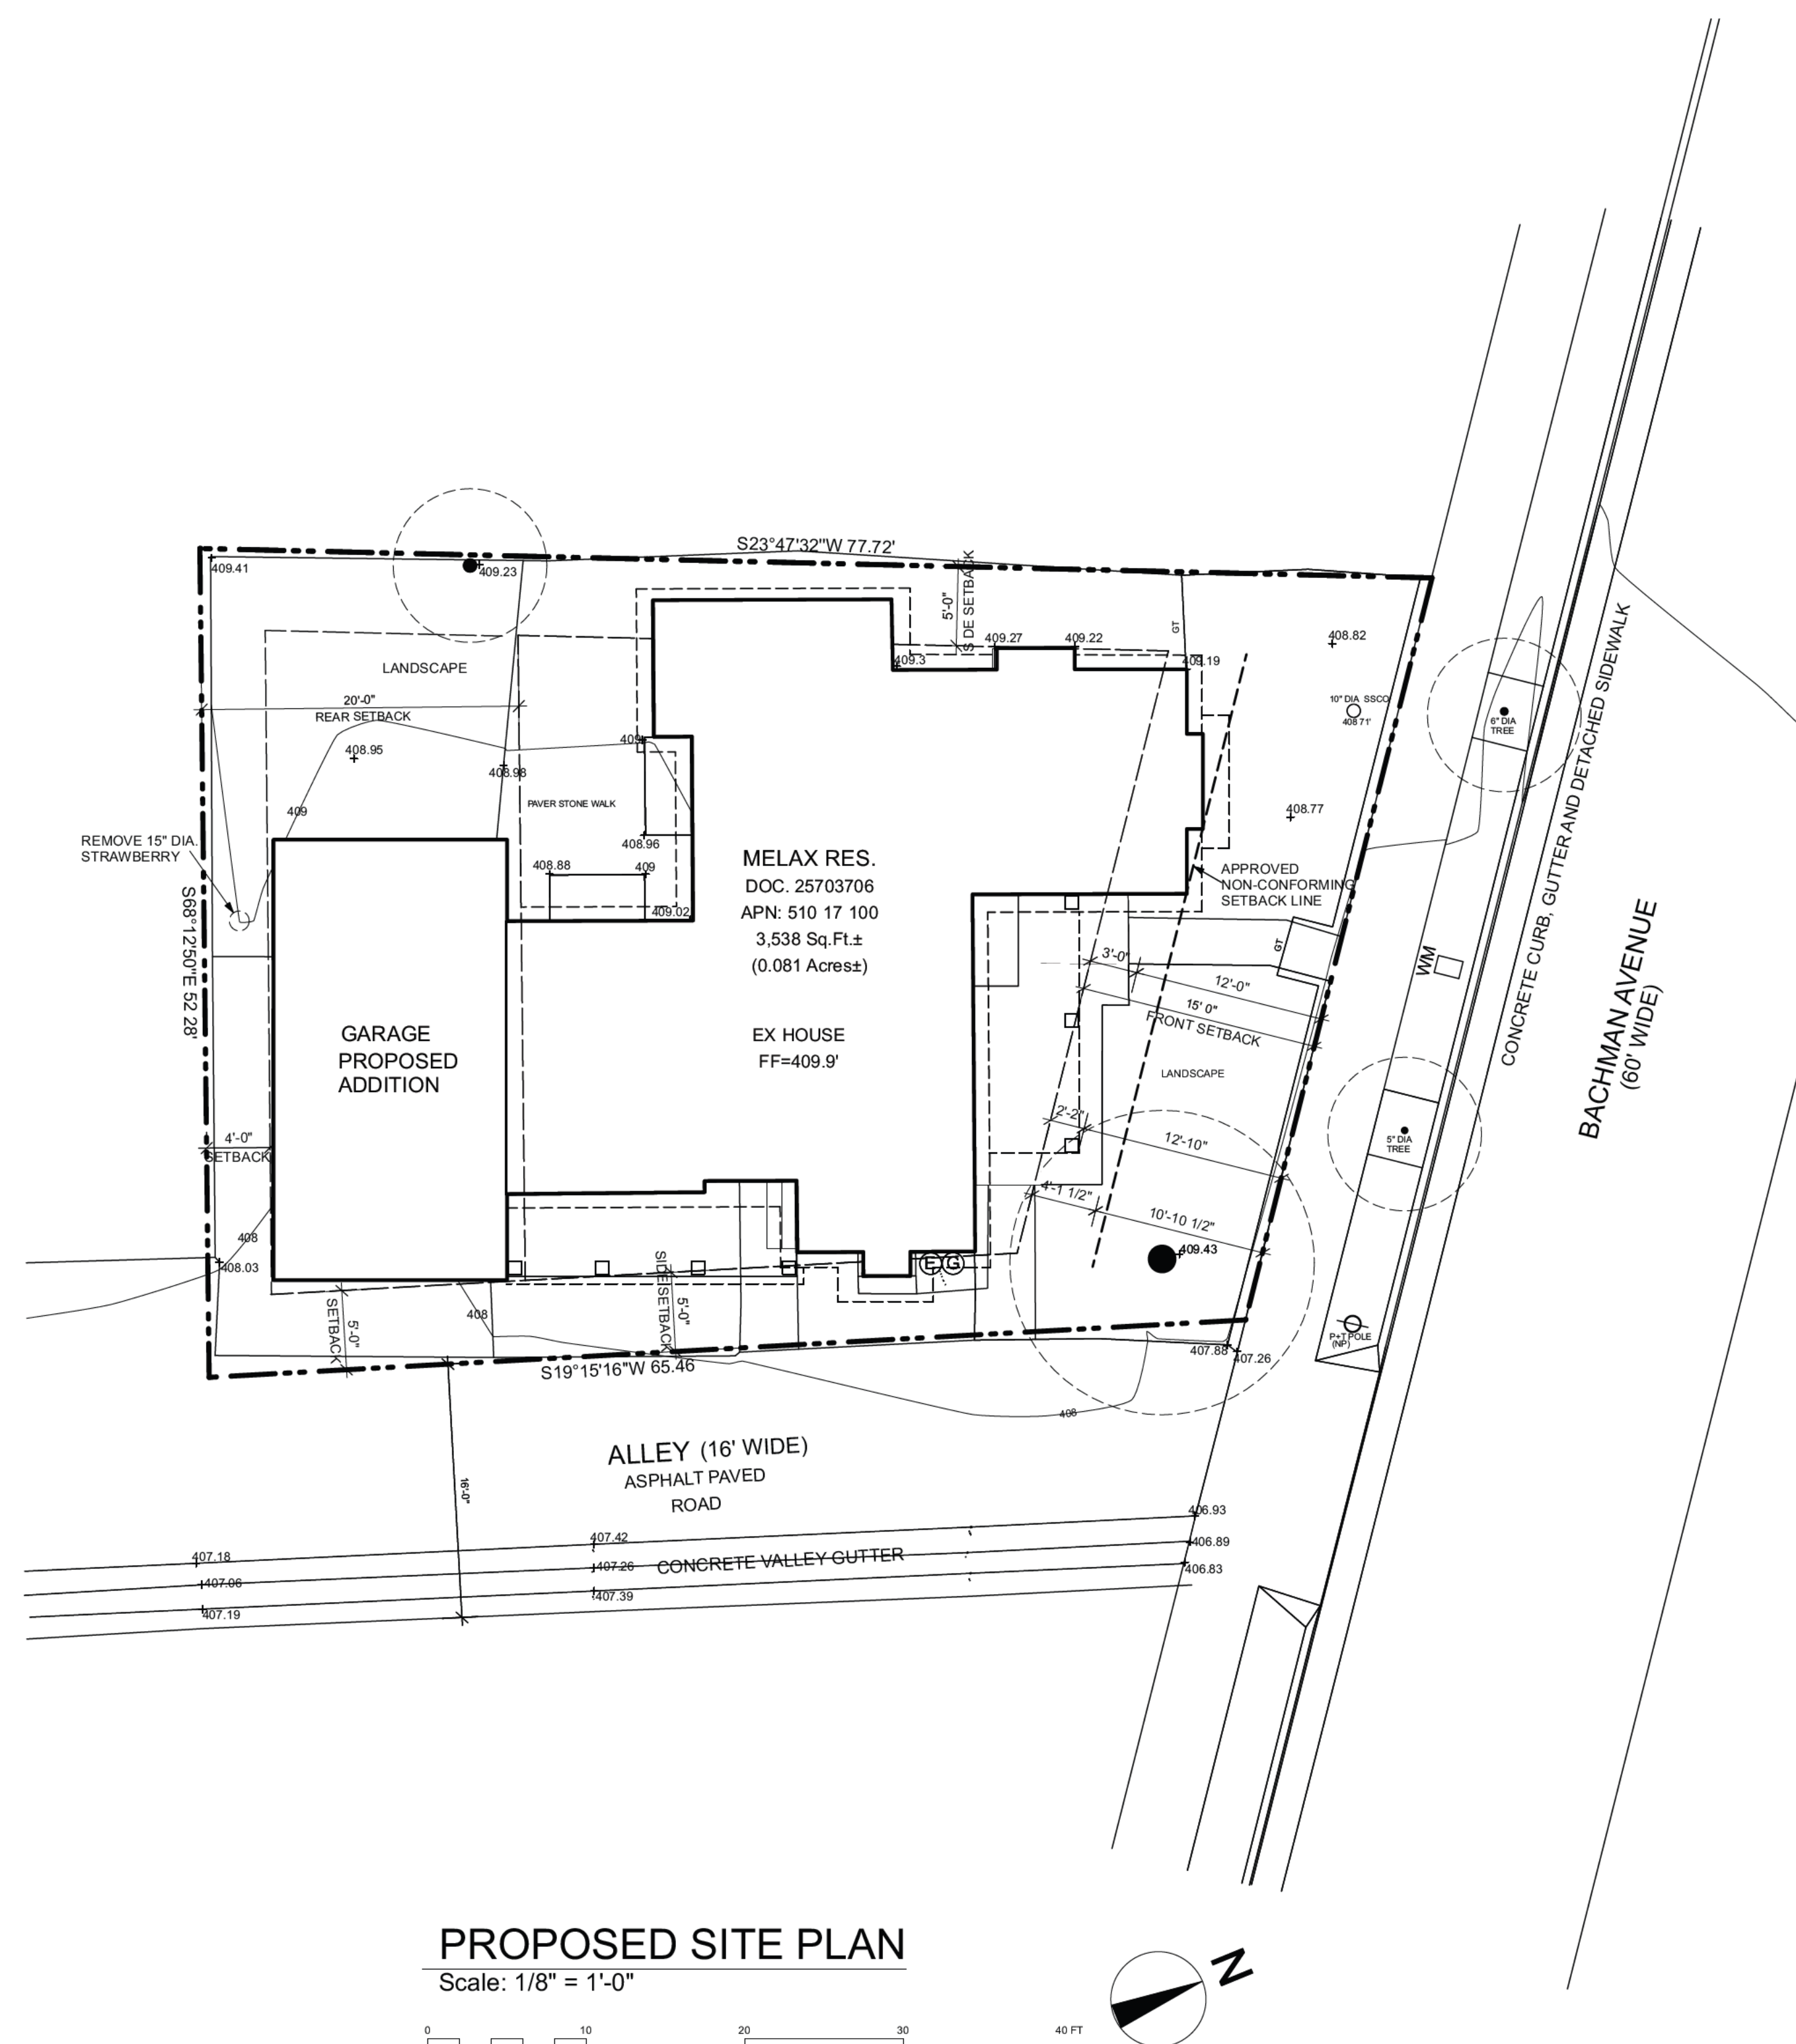 S23°47'32"W 77.72'
409.41
409.23
5'-0"
S DE SETBACK
409.27
409.22
GT
408.82
409.3
409.19
LANDSCAPE
20'-0"
REAR SETBACK
10" DIA SSCO
408 71'
6" DIA
TREE
CONCRETE CURB, GUTTER AND DETACHED SIDEWALK
409
408.95
408.98
PAVER STONE WALK
409
408.77
REMOVE 15" DIA.
STRAWBERRY
408.96
408.88
409
409.02
MELAX RES.
DOC. 25703706
APN: 510 17 100
3,538 Sq.Ft.±
(0.081 Acres±)
APPROVED
NON-CONFORMING
SETBACK LINE
S68°12'50"E 52 28'
GT
WM
BACHMAN AVENUE
(60' WIDE)
3'-0"
12'-0"
15' 0"
FRONT SETBACK
GARAGE
PROPOSED
ADDITION
EX HOUSE
FF=409.9'
LANDSCAPE
2'-2"
12'-10"
5" DIA
TREE
4'-0"
SETBACK
4'-1 1/2"
10'-10 1/2"
408
408.03
E G
409.43
SETBACK
5'-0"
408
SIDE SETBACK
5'-0"
P+T POLE
(NP)
407.88
407.26
S19°15'16"W 65.46
408
ALLEY (16' WIDE)
ASPHALT PAVED
ROAD
16'-0"
406.93
407.42
406.89
407.18
407.26
CONCRETE VALLEY GUTTER
406.83
407.06
407.39
407.19
PROPOSED SITE PLAN
Scale: 1/8" = 1'-0"
N
0 10 20 30 40 FT